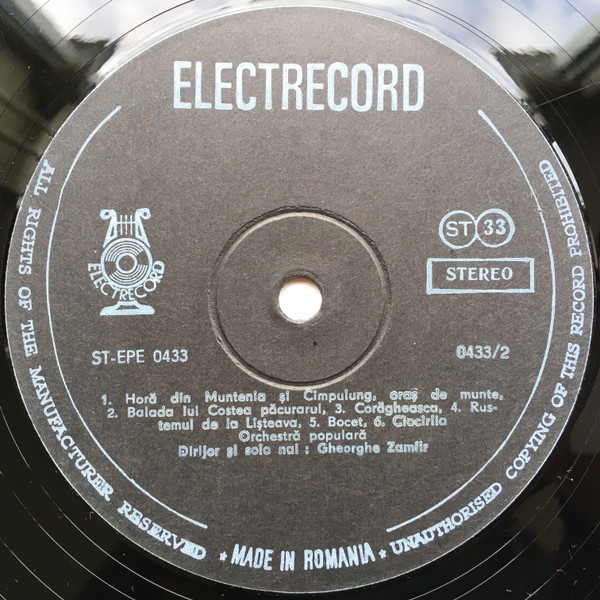 ELECTRECORD
ELECTRECORD
ST 33
STEREO
ST-EPE 0433
0433/2
1. Horă din Muntenia și Cîmpulung, oraș de munte,
2. Balada lui Costea păcurarul, 3. Corăgheasca, 4. Rus-
temul de la Lișteava, 5. Bocet, 6. Ciocîrlia
Orchestră populară
Dirijor și solo nai : Gheorghe Zamfir
ALL RIGHTS OF THE MANUFACTURER RESERVED ★ MADE IN ROMANIA ★ UNAUTHORISED COPYING OF THIS RECORD PROHIBITED